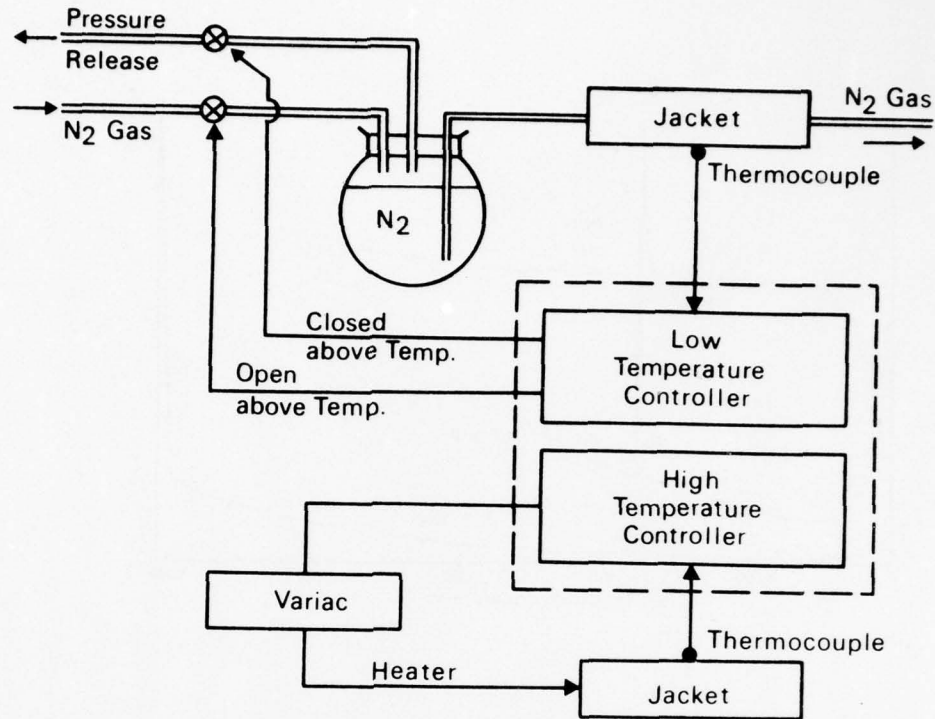 Pressure
Release
N₂ Gas
N₂
Jacket
N₂ Gas
Thermocouple
Closed
above Temp.
Open
above Temp.
Low
Temperature
Controller
High
Temperature
Controller
Variac
Thermocouple
Heater
Jacket